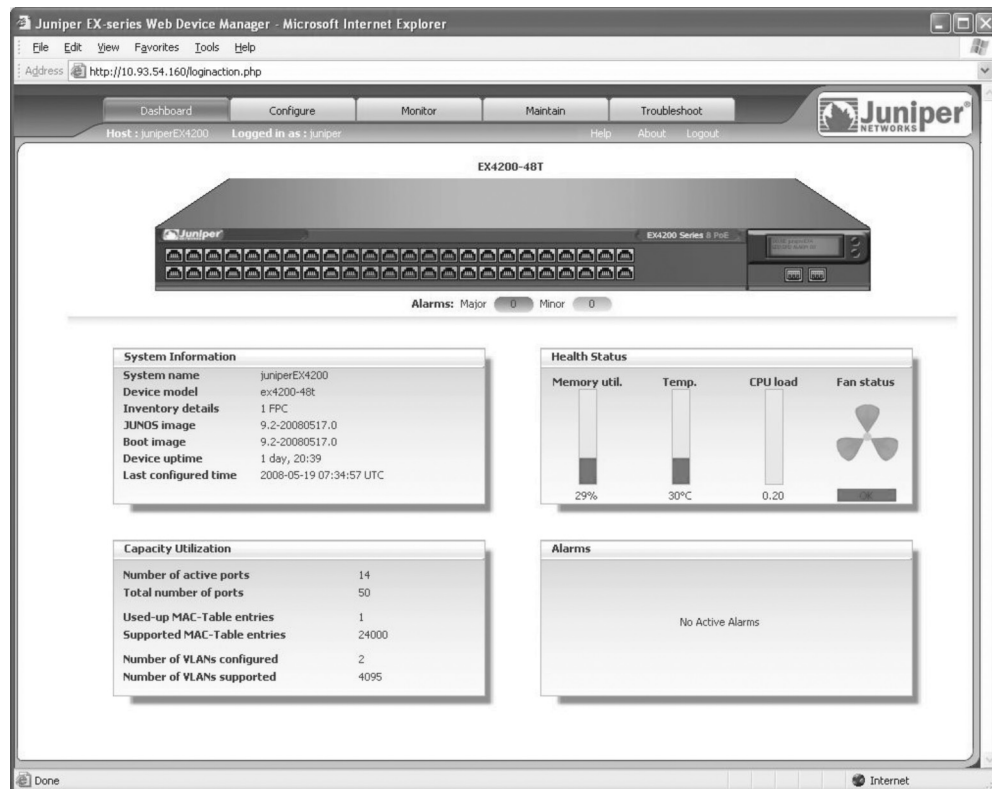 Juniper EX-series Web Device Manager - Microsoft Internet Explorer
File Edit View Favorites Tools Help
Address http://10.93.54.160/loginaction.php
Dashboard Configure Monitor Maintain Troubleshoot
Juniper®
NETWORKS
Host : juniperEX4200 Logged in as : juniper Help About Logout
EX4200-48T
Juniper
EX4200 Series 8 PoE
Alarms: Major 0 Minor 0
System Information
System name juniperEX4200
Device model ex4200-48t
Inventory details 1 FPC
JUNOS image 9.2-20080517.0
Boot image 9.2-20080517.0
Device uptime 1 day, 20:39
Last configured time 2008-05-19 07:34:57 UTC
Health Status
Memory util. Temp. CPU load Fan status
29% 30°C 0.20 OK
Capacity Utilization
Number of active ports 14
Total number of ports 50
Used-up MAC-Table entries 1
Supported MAC-Table entries 24000
Number of VLANs configured 2
Number of VLANs supported 4095
Alarms
No Active Alarms
Done Internet